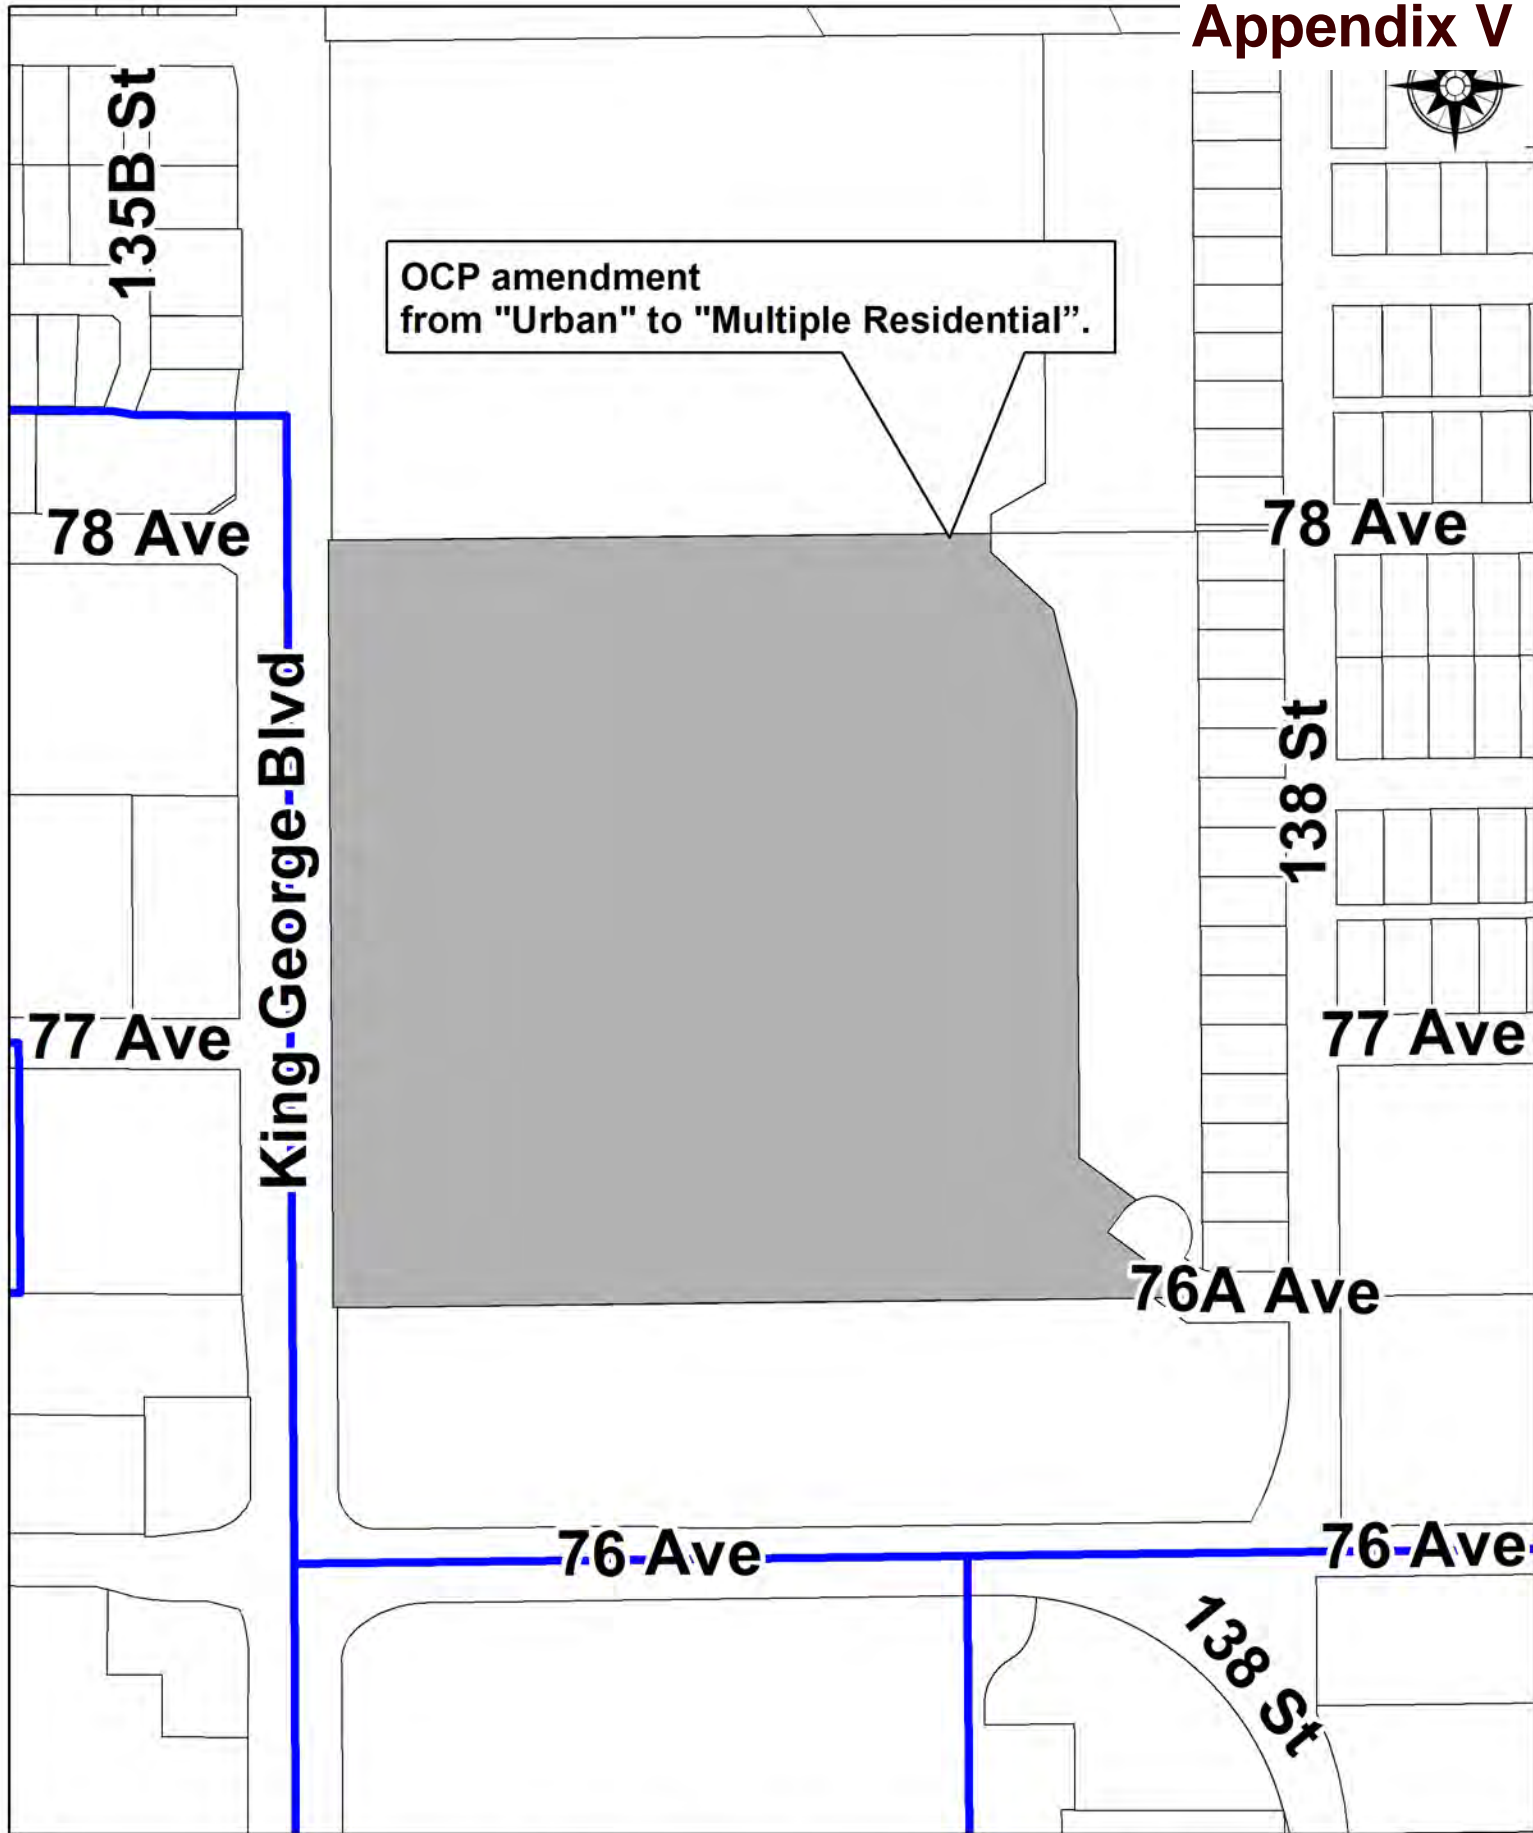 Appendix V
135B St
OCP amendment
from "Urban" to "Multiple Residential”.
78 Ave
78 Ave
King George Blvd
138 St
77 Ave
77 Ave
76A Ave
76 Ave
76 Ave
138 St